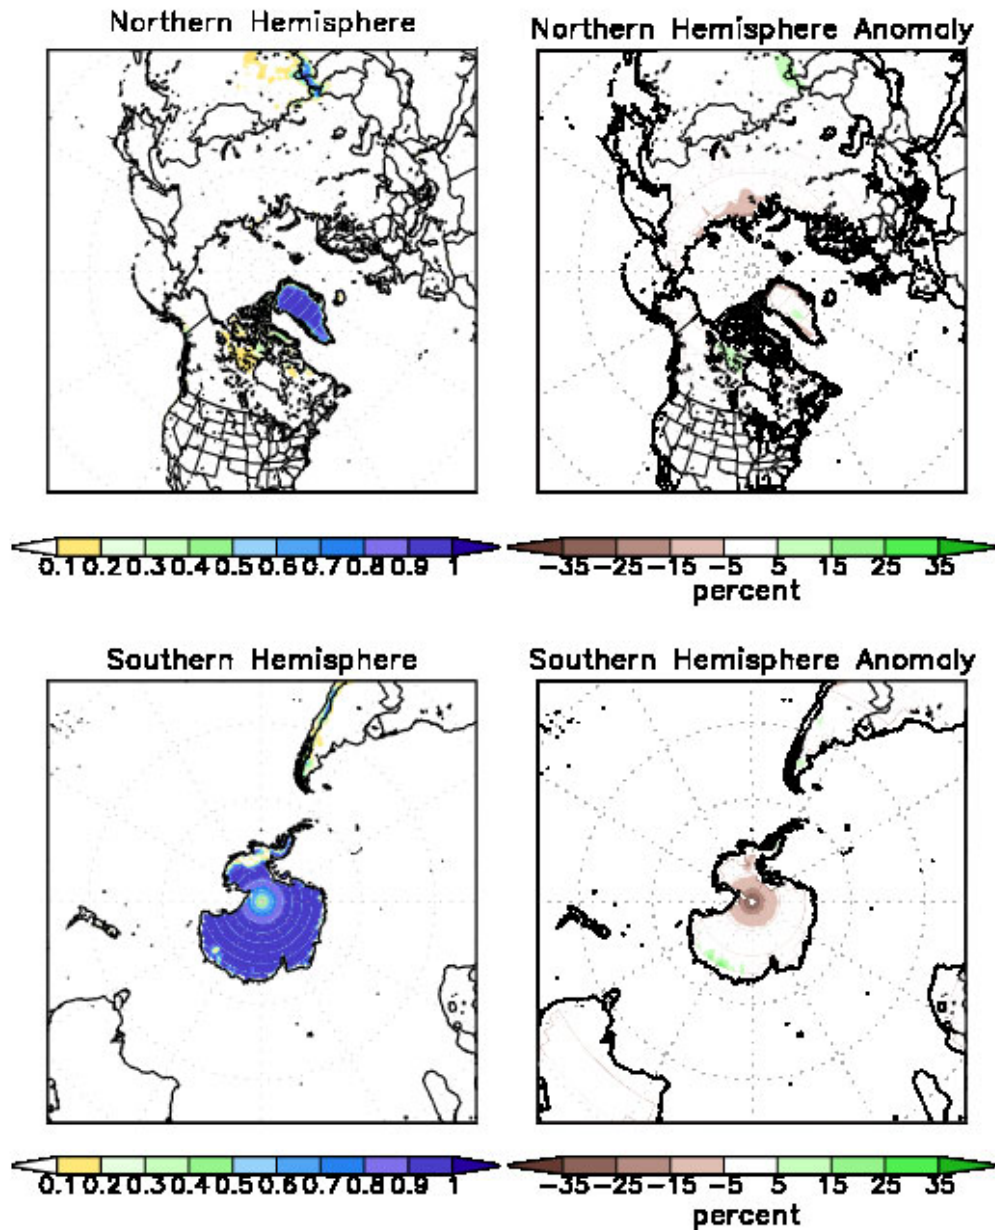 Northern Hemisphere
Northern Hemisphere Anomaly
0.1 0.2 0.3 0.4 0.5 0.6 0.7 0.8 0.9 1
-35 -25 -15 -5 5 15 25 35
percent
Southern Hemisphere
Southern Hemisphere Anomaly
0.1 0.2 0.3 0.4 0.5 0.6 0.7 0.8 0.9 1
-35 -25 -15 -5 5 15 25 35
percent